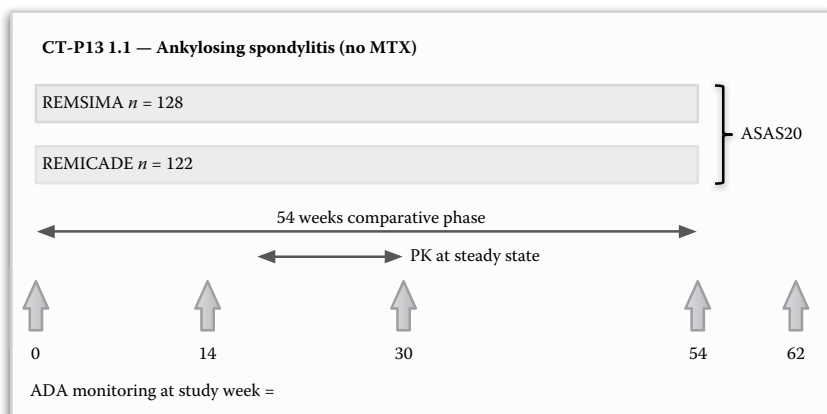 CT-P13 1.1 — Ankylosing spondylitis (no MTX)
REMSIMA n = 128
ASAS20
REMICADE n = 122
54 weeks comparative phase
PK at steady state
0 14 30 54 62
ADA monitoring at study week =